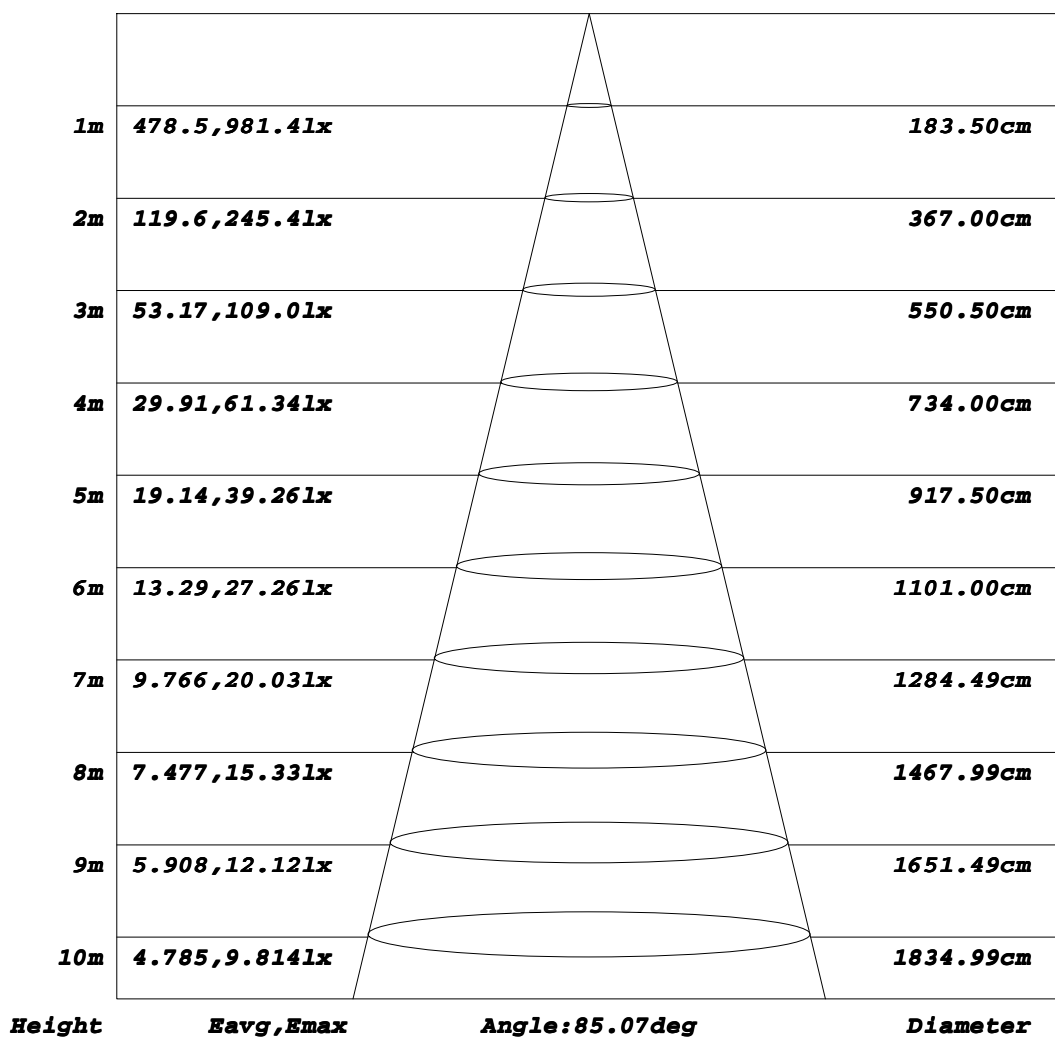 1m 478.5,981.4lx 183.50cm
2m 119.6,245.4lx 367.00cm
3m 53.17,109.0lx 550.50cm
4m 29.91,61.34lx 734.00cm
5m 19.14,39.26lx 917.50cm
6m 13.29,27.26lx 1101.00cm
7m 9.766,20.03lx 1284.49cm
8m 7.477,15.33lx 1467.99cm
9m 5.908,12.12lx 1651.49cm
10m 4.785,9.814lx 1834.99cm
Height Eavg,Emax Angle:85.07deg Diameter